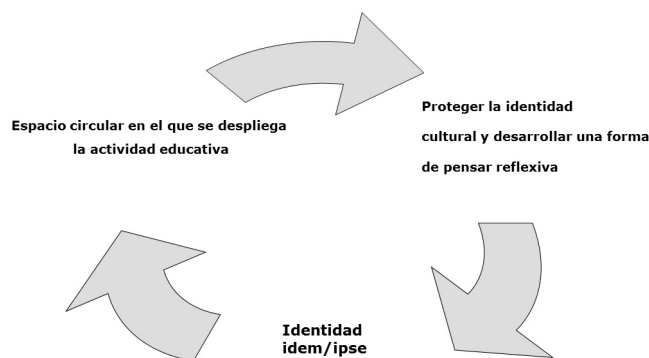 Espacio circular en el que se despliega
la actividad educativa
Proteger la identidad
cultural y desarrollar una forma
de pensar reflexiva
Identidad
idem/ipse